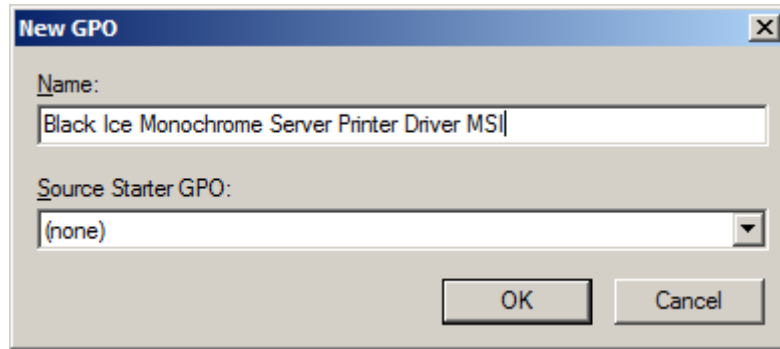 New GPO
Name:
Black Ice Monochrome Server Printer Driver MSI
Source Starter GPO:
(none)
OK Cancel